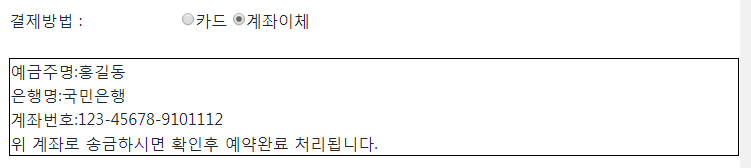 결제방법 : 카드 계좌이체
예금주명:홍길동
은행명:국민은행
계좌번호:123-45678-9101112
위 계좌로 송금하시면 확인후 예약완료 처리됩니다.